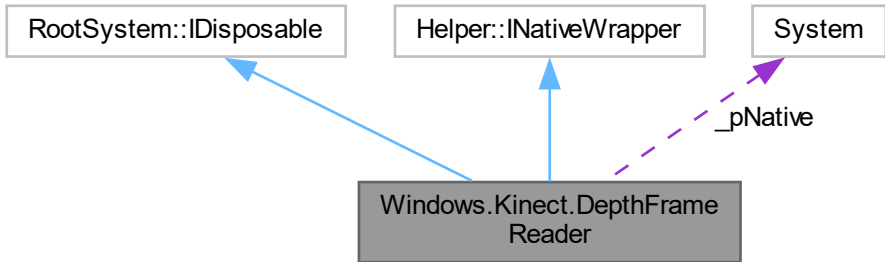 RootSystem::IDisposable
Helper::INativeWrapper
System
_pNative
Windows.Kinect.DepthFrame
Reader